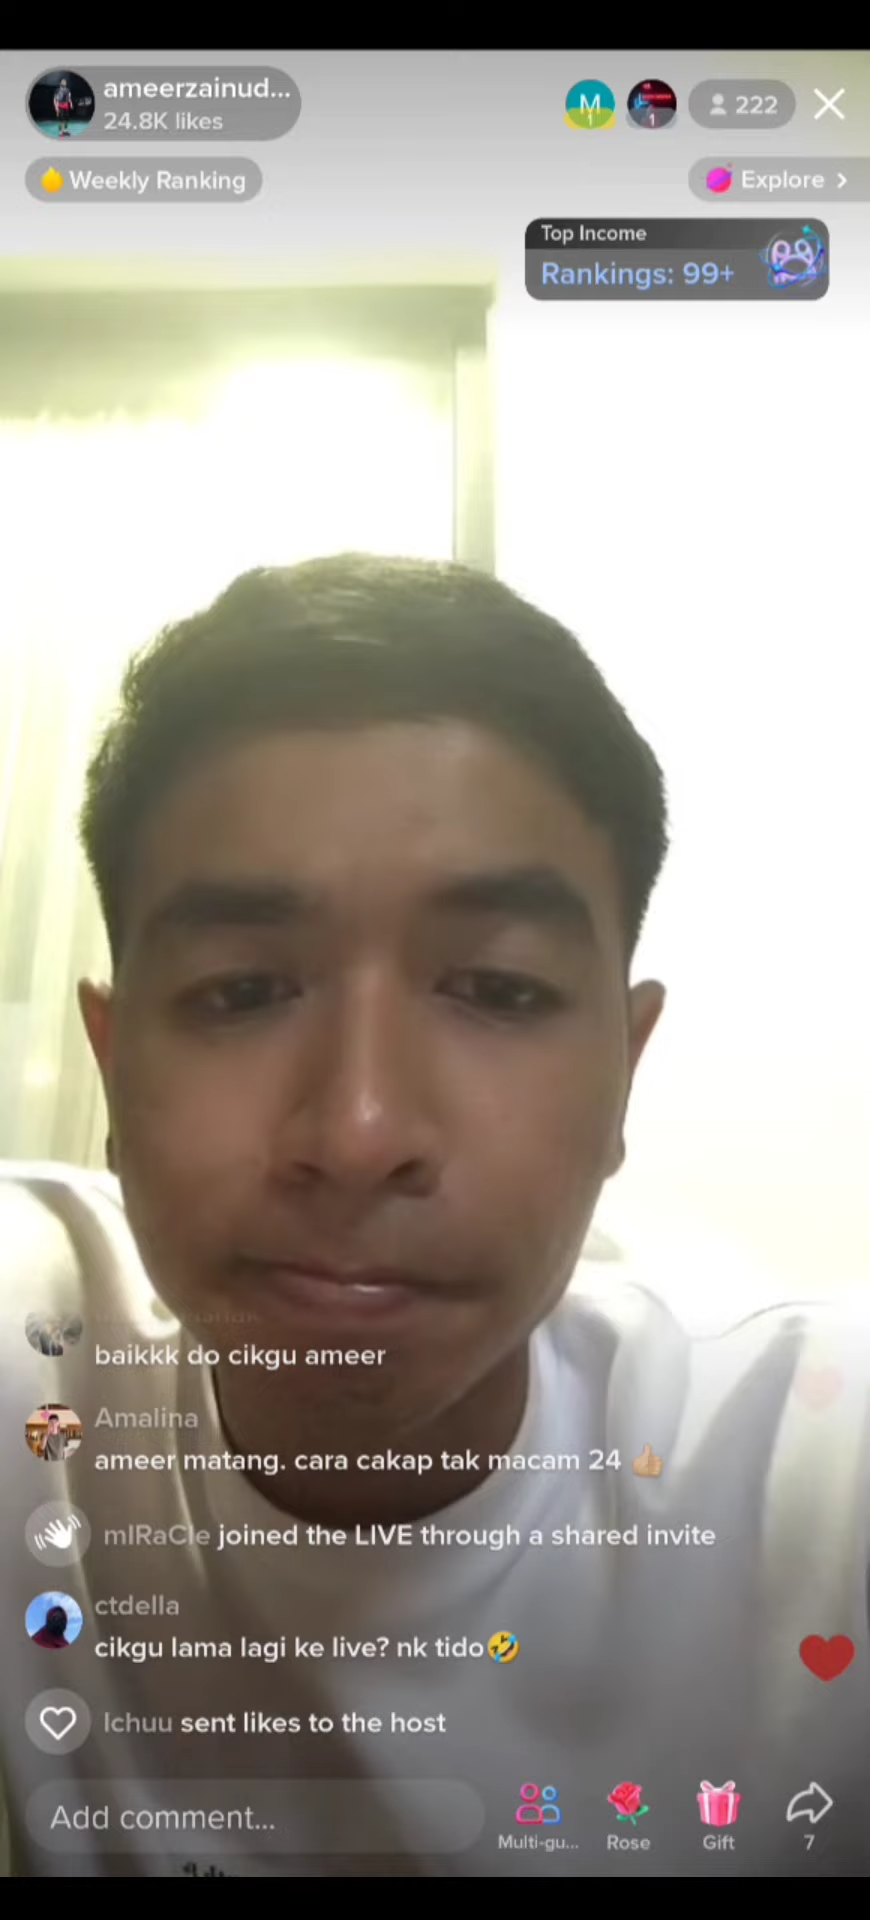 ameerzainud...
24.8K likes
M
1
1
222
Weekly Ranking
Explore >
Top Income
Rankings: 99+
baikkk do cikgu ameer
Amalina
ameer matang. cara cakap tak macam 24 👍🏼
mIRaCle joined the LIVE through a shared invite
ctdella
cikgu lama lagi ke live? nk tido🤣
Ichuu sent likes to the host
Add comment...
Multi-gu...
Rose
Gift
7